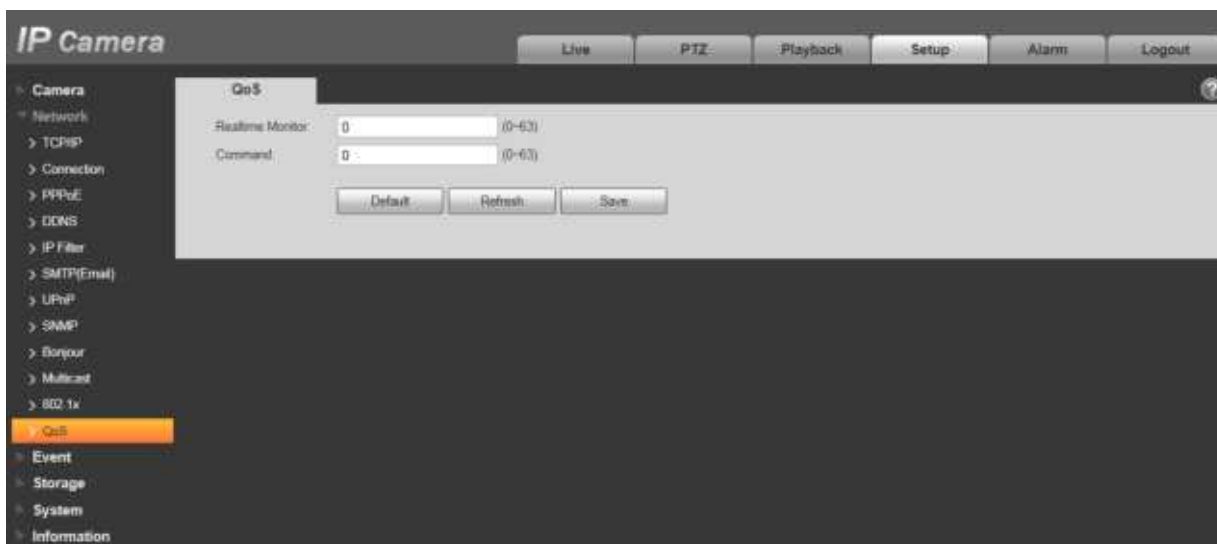 IP Camera
Live PTZ Playback Setup Alarm Logout
Camera
Network
TCP/IP
Connection
PPPoE
DDNS
IP Filter
SMTP(Email)
UPnP
SNMP
Bonjour
Multicast
802.1x
QoS
Event
Storage
System
Information
QoS
?
Realtime Monitor 0 (0~63)
Command 0 (0~63)
Default Refresh Save